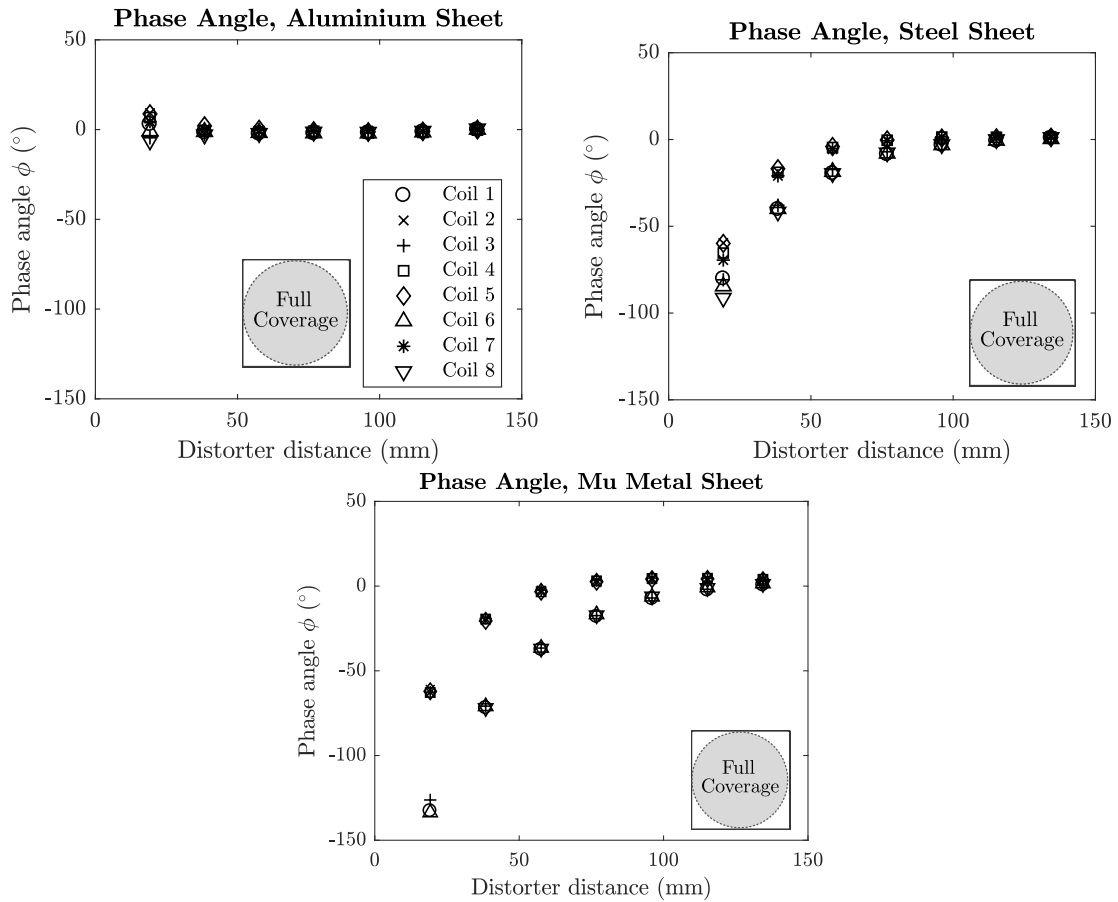 Phase Angle, Aluminium Sheet
50
0
-50
-100
-150
0
50
100
150
Phase angle ϕ (°)
Distorter distance (mm)
Full
Coverage
Coil 1
Coil 2
Coil 3
Coil 4
Coil 5
Coil 6
Coil 7
Coil 8
Phase Angle, Steel Sheet
50
0
-50
-100
-150
0
50
100
150
Phase angle ϕ (°)
Distorter distance (mm)
Full
Coverage
Phase Angle, Mu Metal Sheet
50
0
-50
-100
-150
0
50
100
150
Phase angle ϕ (°)
Distorter distance (mm)
Full
Coverage